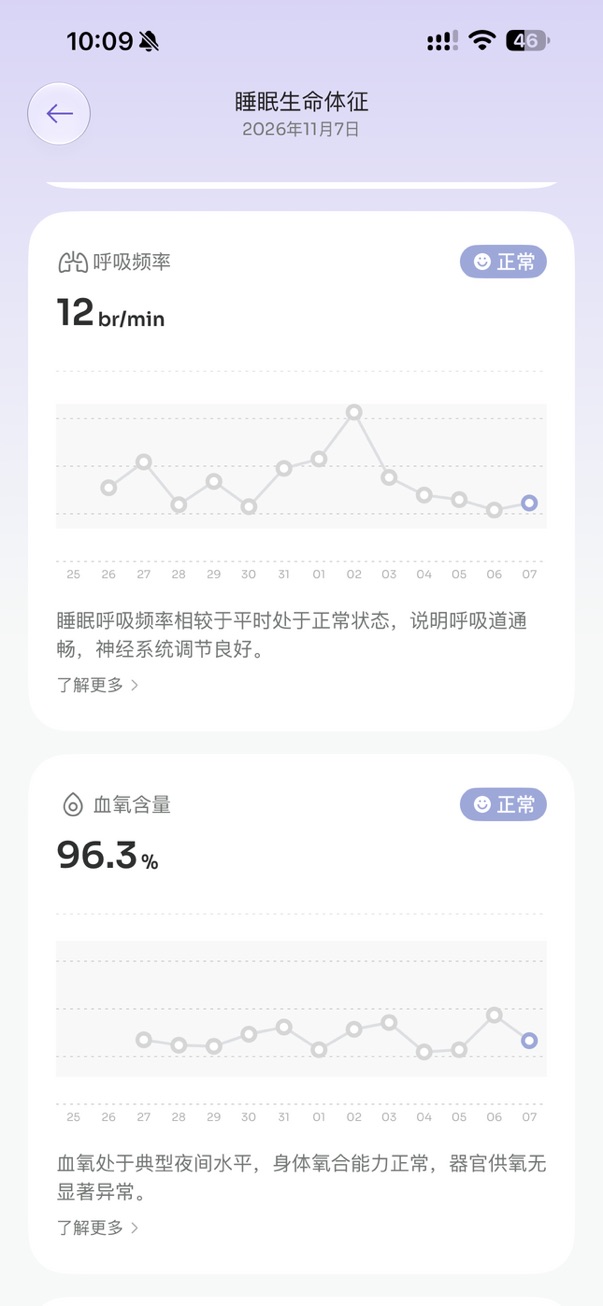 10:09
46
睡眠生命体征
2026年11月7日
呼吸频率
正常
12 br/min
25 26 27 28 29 30 31 01 02 03 04 05 06 07
睡眠呼吸频率相较于平时处于正常状态，说明呼吸道通
畅，神经系统调节良好。
了解更多
血氧含量
正常
96.3 %
25 26 27 28 29 30 31 01 02 03 04 05 06 07
血氧处于典型夜间水平，身体氧合能力正常，器官供氧无
显著异常。
了解更多